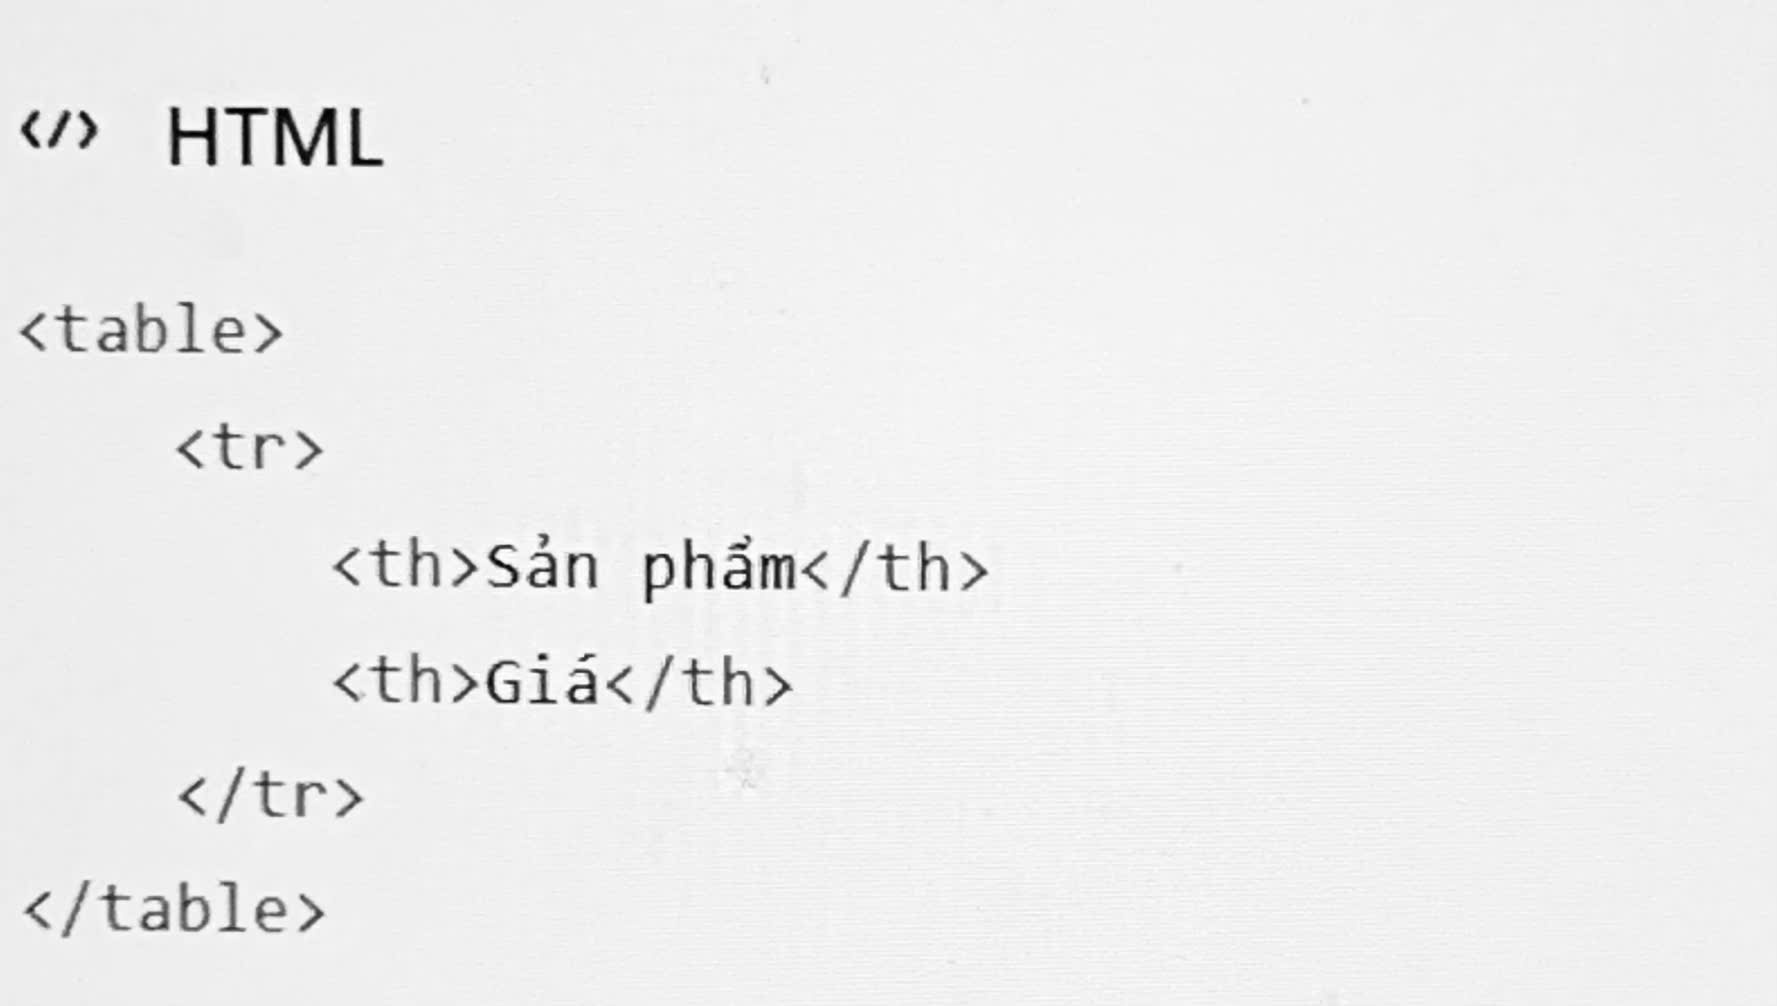 </> HTML
<table>
<tr>
<th>Sản phẩm</th>
<th>Giá</th>
</tr>
</table>